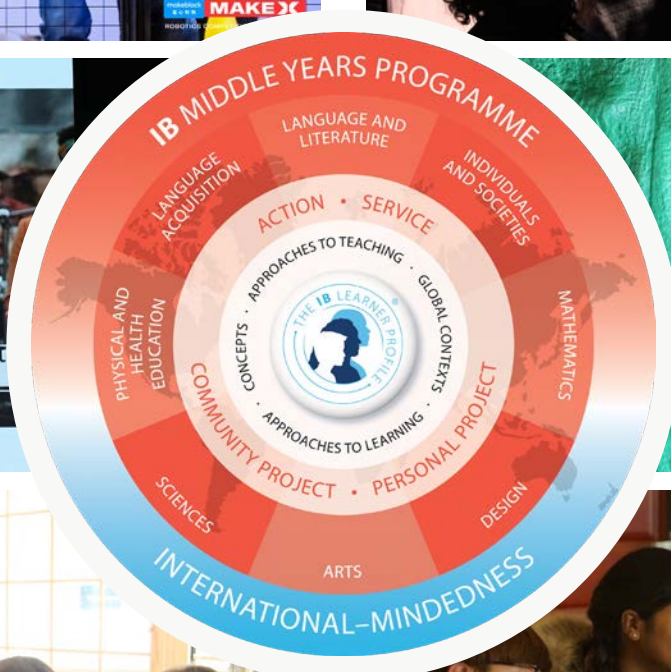 makeblock
MAKEX
IB MIDDLE YEARS PROGRAMME
LANGUAGE AND
LITERATURE
INDIVIDUALS
AND SOCIETIES
MATHEMATICS
DESIGN
ARTS
SCIENCES
PHYSICAL AND
HEALTH
EDUCATION
LANGUAGE
ACQUISITION
ACTION • SERVICE
PERSONAL PROJECT
•
COMMUNITY PROJECT
APPROACHES TO TEACHING ·
GLOBAL CONTEXTS ·
APPROACHES TO LEARNING ·
CONCEPTS ·
THE IB LEARNER PROFILE ®
INTERNATIONAL–MINDEDNESS